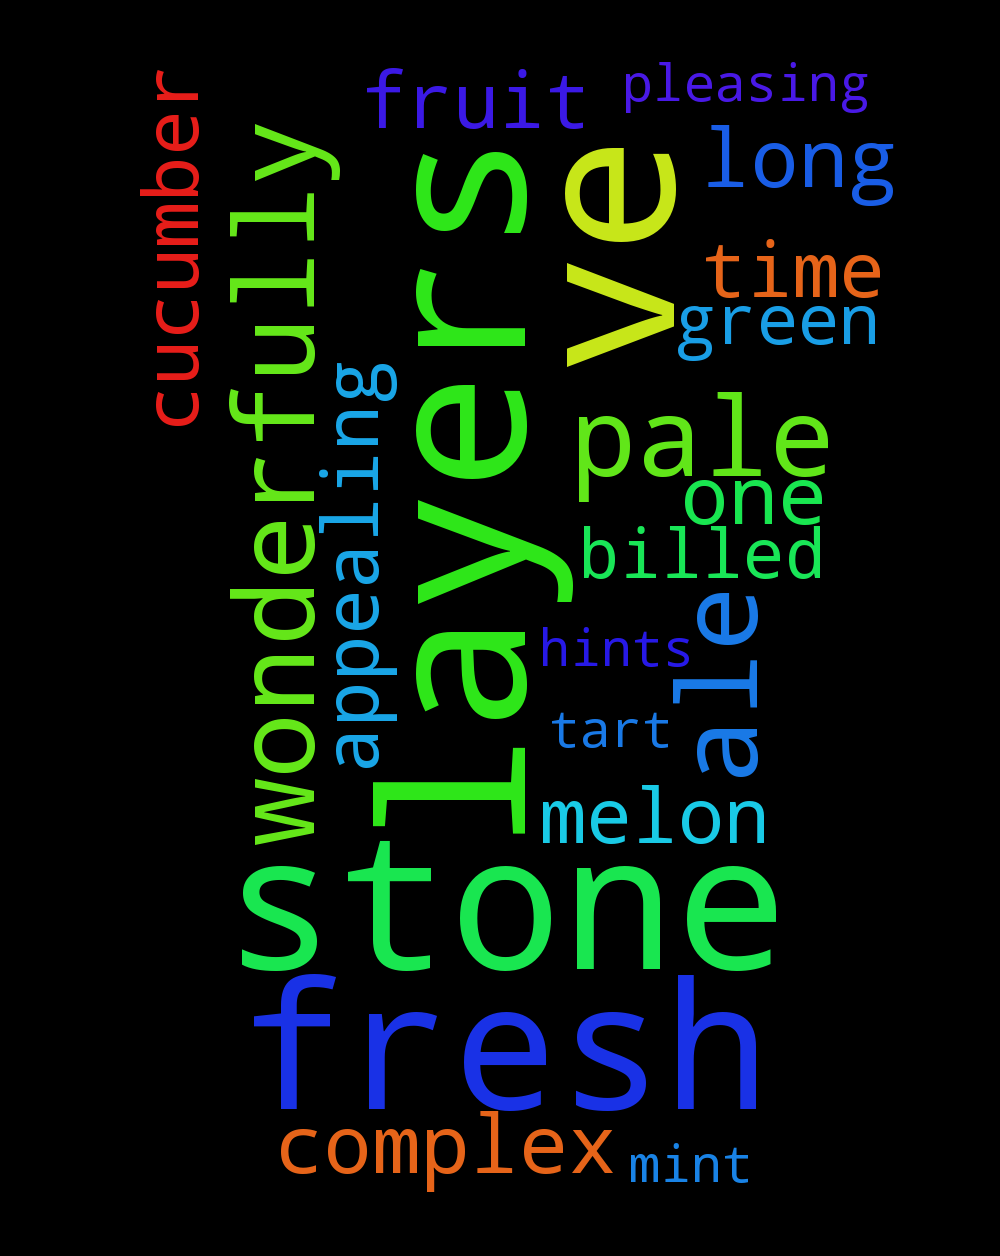 fruit
pleasing
cucumber
wonderfully
layers
ve
long
time
green
appealing
pale
one
billed
ale
hints
tart
melon
stone
fresh
complex
mint